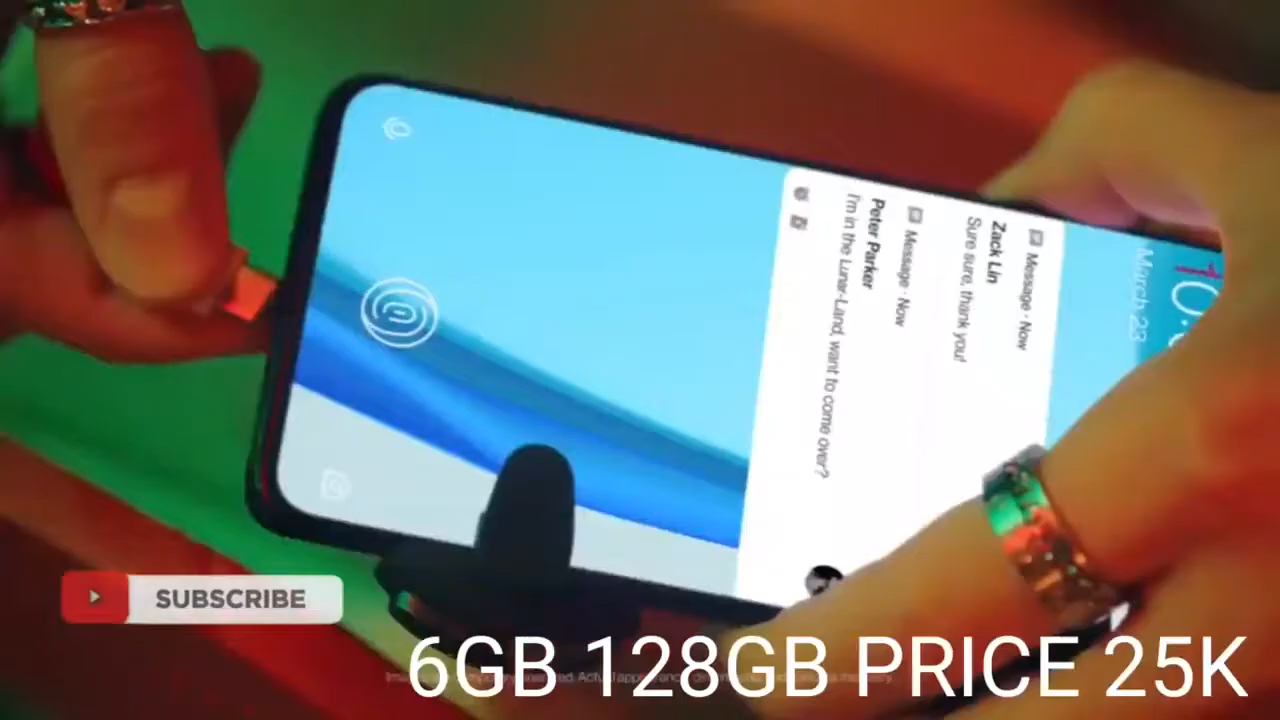 10:
March 23
Message · Now
Zack Lin
Sure sure, thank you!
Message · Now
Peter Parker
I'm in the Lunar-Land, want to come over?
SUBSCRIBE
6GB 128GB PRICE 25K